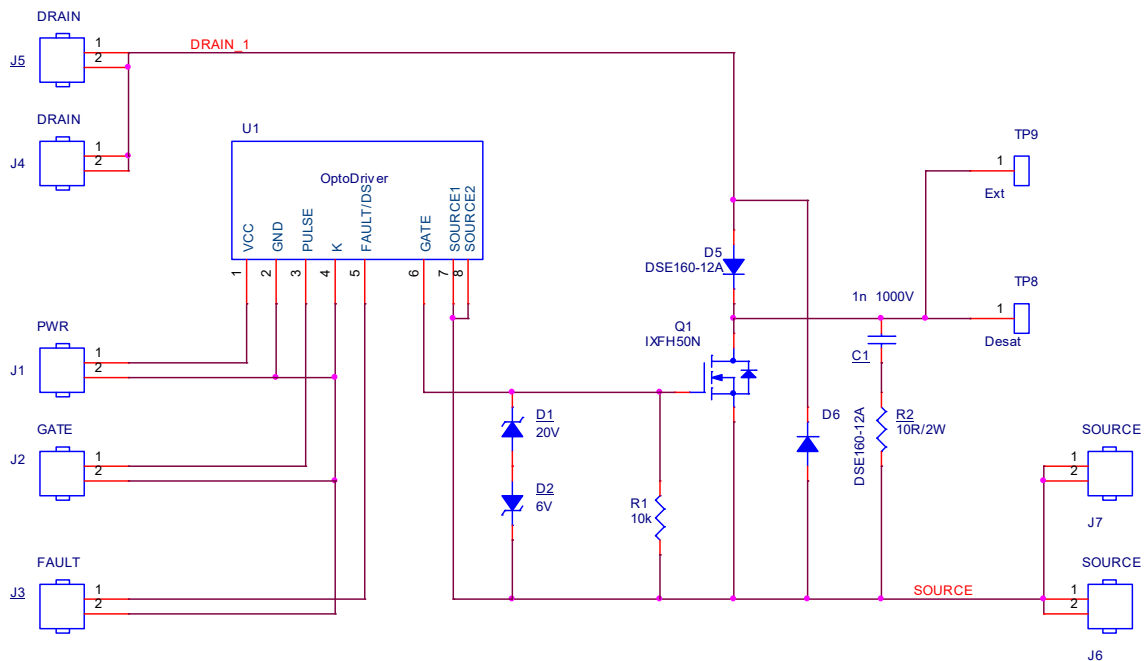 DRAIN
J5
1
2
DRAIN_1
DRAIN
J4
1
2
U1
OptoDriver
VCC
GND
PULSE
K
FAULT/DS
GATE
SOURCE1
SOURCE2
1
2
3
4
5
6
7
8
TP9
1
Ext
D5
DSE160-12A
1n 1000V
TP8
1
Desat
PWR
J1
1
2
Q1
IXFH50N
C1
D1
20V
D6
DSE160-12A
R2
10R/2W
GATE
J2
1
2
SOURCE
1
2
J7
D2
6V
R1
10k
FAULT
J3
1
2
SOURCE
SOURCE
1
2
J6